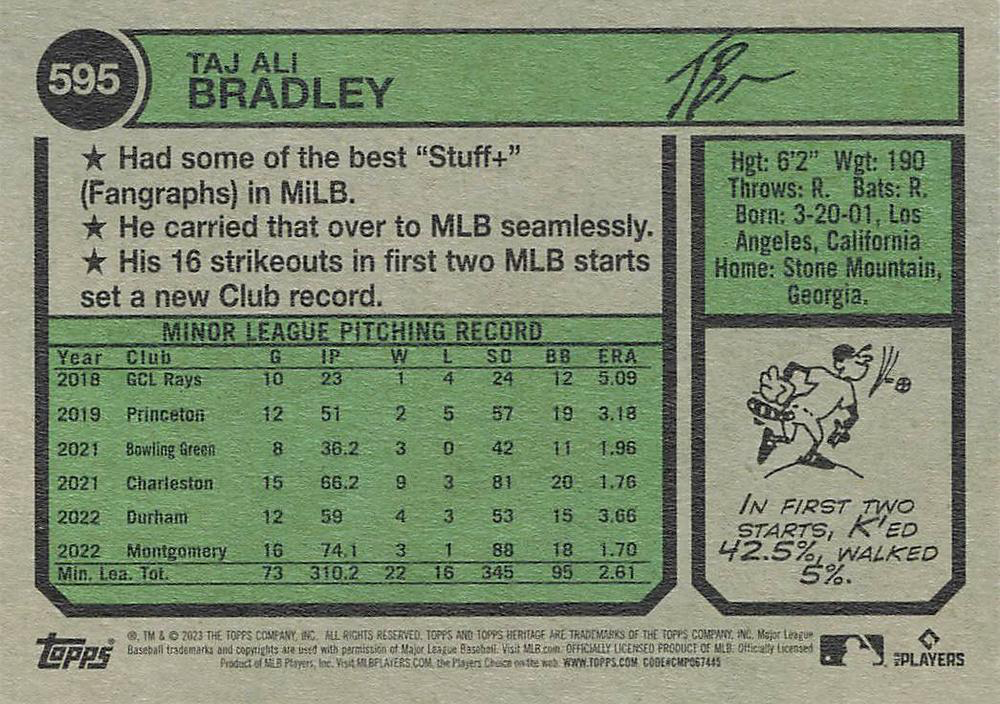 595
TAJ ALI
BRADLEY
★ Had some of the best “Stuff+”
(Fangraphs) in MiLB.
★ He carried that over to MLB seamlessly.
★ His 16 strikeouts in first two MLB starts
set a new Club record.
Hgt: 6'2" Wgt: 190
Throws: R. Bats: R.
Born: 3-20-01, Los
Angeles, California
Home: Stone Mountain,
Georgia.
MINOR LEAGUE PITCHING RECORD
Year Club G IP W L SO BB ERA
2018 GCL Rays 10 23 1 4 24 12 5.09
2019 Princeton 12 51 2 5 57 19 3.18
2021 Bowling Green 8 36.2 3 0 42 11 1.96
2021 Charleston 15 66.2 9 3 81 20 1.76
2022 Durham 12 59 4 3 53 15 3.66
2022 Montgomery 16 74.1 3 1 88 18 1.70
Min. Lea. Tot. 73 310.2 22 16 345 95 2.61
IN FIRST TWO
STARTS, K'ED
42.5%, WALKED
5%.
Topps
®, TM & © 2023 THE TOPPS COMPANY, INC. ALL RIGHTS RESERVED. TOPPS AND TOPPS HERITAGE ARE TRADEMARKS OF THE TOPPS COMPANY, INC. Major League
Baseball trademarks and copyrights are used with permission of Major League Baseball. Visit MLB.com. OFFICIALLY LICENSED PRODUCT OF MLB. Officially Licensed
Product of MLB Players, Inc. Visit MLBPLAYERS.COM, the Players Choice on the web. WWW.TOPPS.COM CODE#CMP067445
MLB PLAYERS